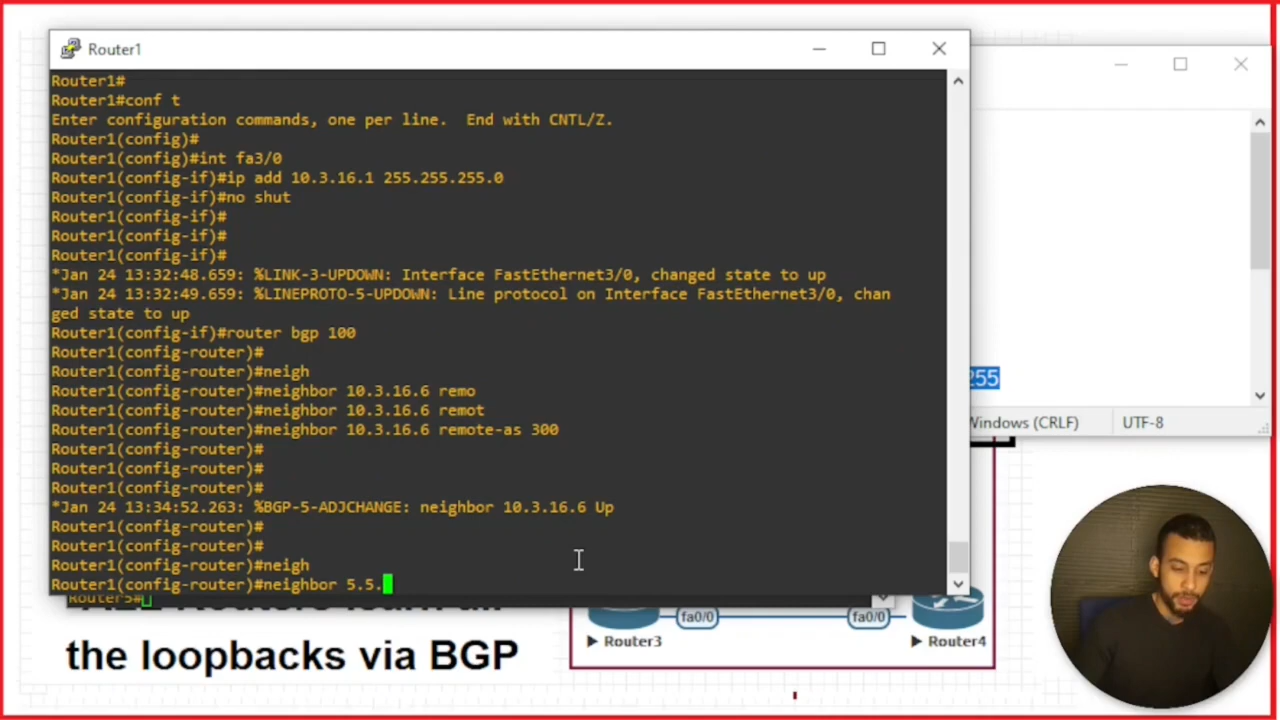 Router1
Router1#
Router1#conf t
Enter configuration commands, one per line.  End with CNTL/Z.
Router1(config)#
Router1(config)#int fa3/0
Router1(config-if)#ip add 10.3.16.1 255.255.255.0
Router1(config-if)#no shut
Router1(config-if)#
Router1(config-if)#
Router1(config-if)#
*Jan 24 13:32:48.659: %LINK-3-UPDOWN: Interface FastEthernet3/0, changed state to up
*Jan 24 13:32:49.659: %LINEPROTO-5-UPDOWN: Line protocol on Interface FastEthernet3/0, chan
ged state to up
Router1(config-if)#router bgp 100
Router1(config-router)#
Router1(config-router)#neigh
Router1(config-router)#neighbor 10.3.16.6 remo
Router1(config-router)#neighbor 10.3.16.6 remot
Router1(config-router)#neighbor 10.3.16.6 remote-as 300
Router1(config-router)#
Router1(config-router)#
Router1(config-router)#
*Jan 24 13:34:52.263: %BGP-5-ADJCHANGE: neighbor 10.3.16.6 Up
Router1(config-router)#
Router1(config-router)#
Router1(config-router)#neigh
Router1(config-router)#neighbor 5.5.
255
Windows (CRLF) UTF-8
Router5#
the loopbacks via BGP
fa0/0 fa0/0
Router3 Router4